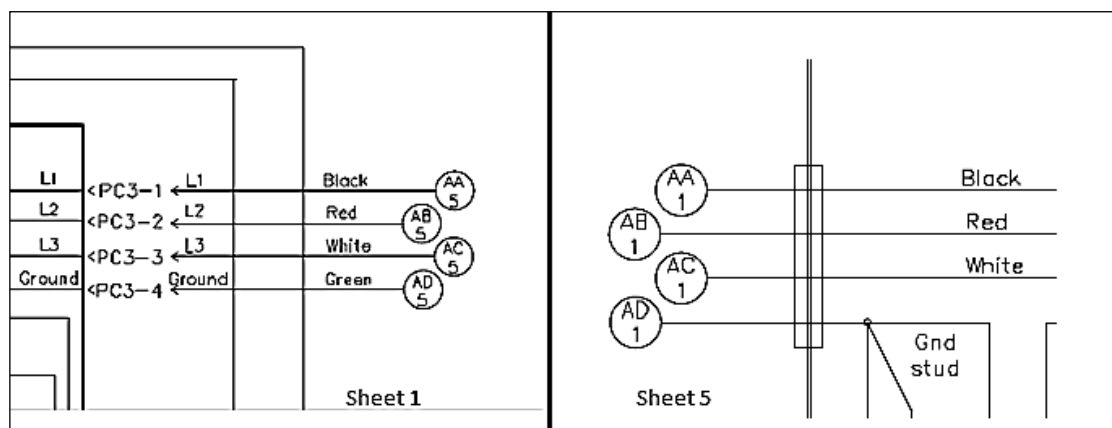 L1 <PC3-1 L1 Black AA 5
L2 <PC3-2 L2 Red AB 5
L3 <PC3-3 L3 White AC 5
Ground <PC3-4 Ground Green AD 5
Sheet 1
AA 1 Black
AB 1 Red
AC 1 White
AD 1
Gnd
stud
Sheet 5